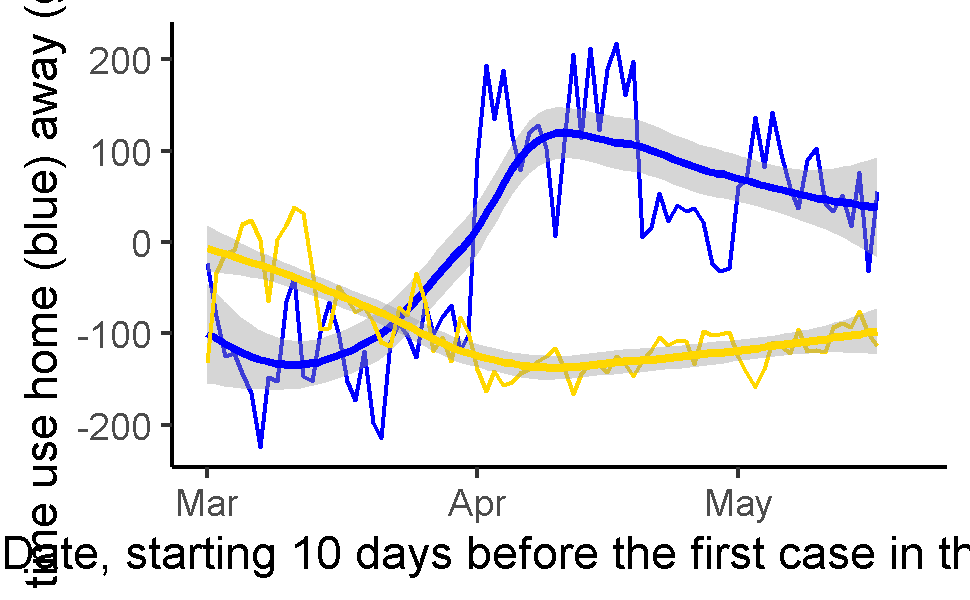 time use home (blue) away (
200
100
0
-100
-200
Mar Apr May
Date, starting 10 days before the first case in th